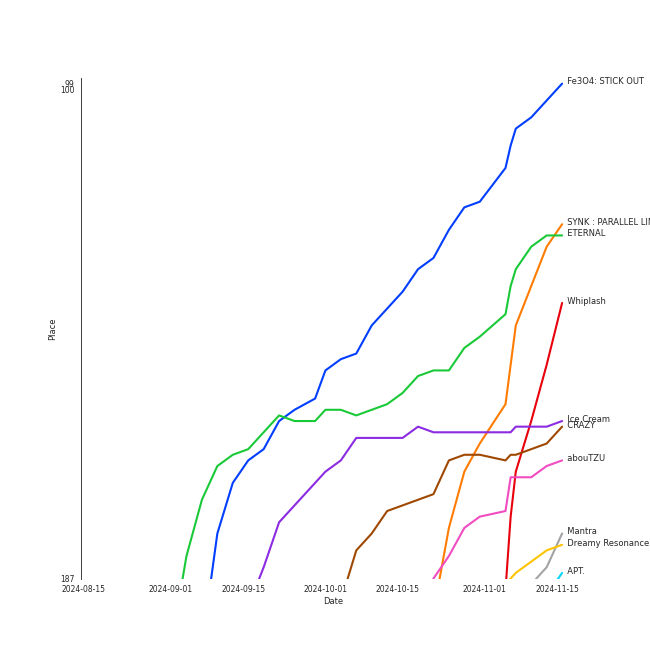 99
100
Fe3O4: STICK OUT
SYNK : PARALLEL LI
ETERNAL
Whiplash
Place
Ice Cream
CRAZY
abouTZU
Mantra
Dreamy Resonance
APT.
187
2024-08-15 2024-09-01 2024-09-15 2024-10-01 2024-10-15 2024-11-01 2024-11-15
Date